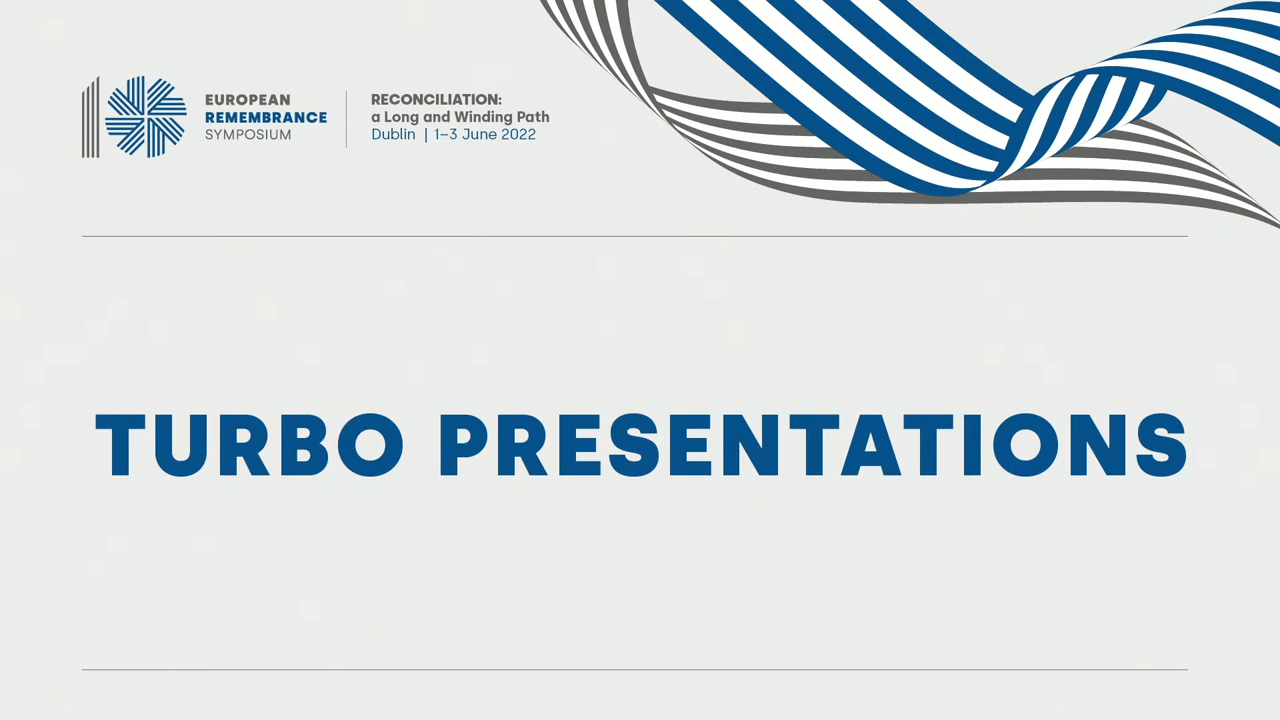 EUROPEAN
REMEMBRANCE
SYMPOSIUM
RECONCILIATION:
a Long and Winding Path
Dublin | 1–3 June 2022
TURBO PRESENTATIONS